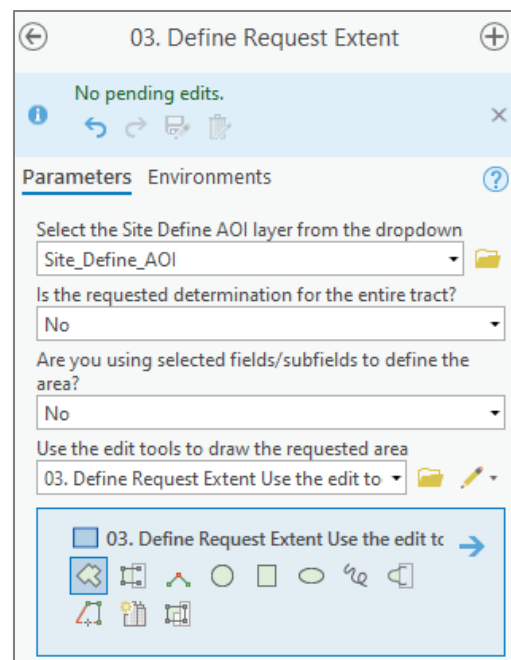 03. Define Request Extent
No pending edits.
Parameters Environments
Select the Site Define AOI layer from the dropdown
Site_Define_AOI
Is the requested determination for the entire tract?
No
Are you using selected fields/subfields to define the
area?
No
Use the edit tools to draw the requested area
03. Define Request Extent Use the edit to
03. Define Request Extent Use the edit to